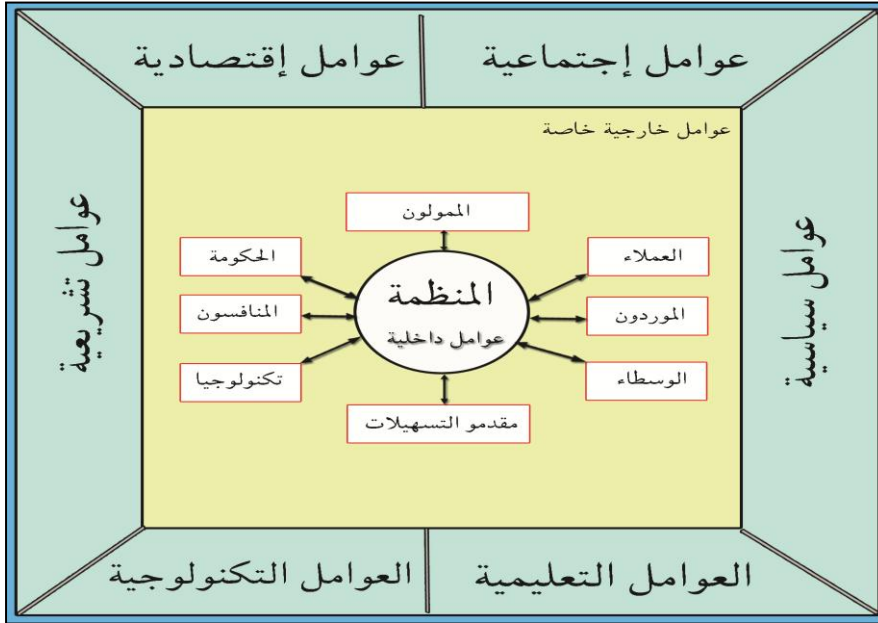 عوامل إجتماعية
عوامل إقتصادية
عوامل خارجية خاصة
عوامل سياسية
عوامل تشريعية
الممولون
العملاء
الحكومة
المنظمة
عوامل داخلية
الموردون
المنافسون
الوسطاء
تكنولوجيا
مقدمو التسهيلات
العوامل التعليمية
العوامل التكنولوجية